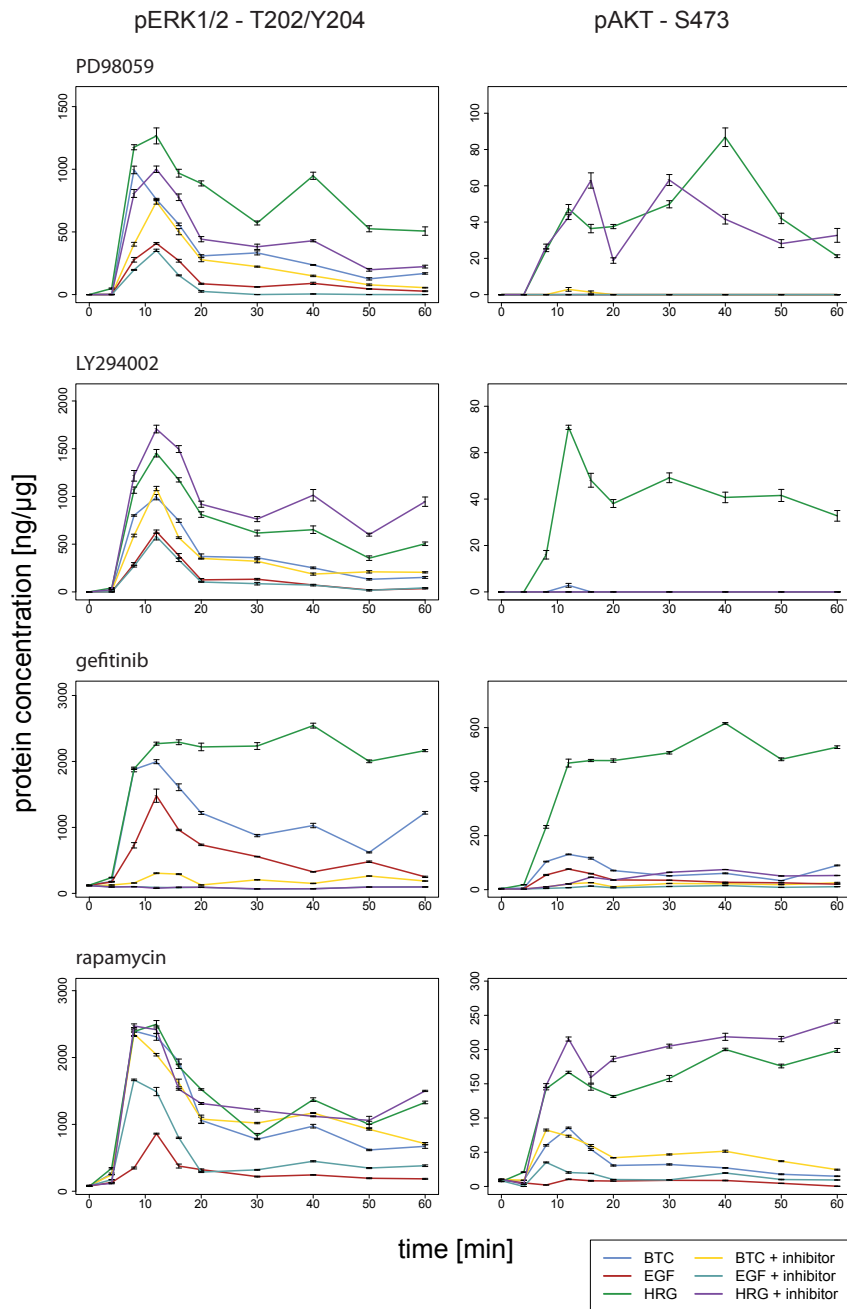 pERK1/2 - T202/Y204 pAKT - S473
PD98059
1500
1000
500
0
0 10 20 30 40 50 60
100
80
60
40
20
0
0 10 20 30 40 50 60
LY294002
2000
1500
1000
500
0
0 10 20 30 40 50 60
80
60
40
20
0
0 10 20 30 40 50 60
protein concentration [ng/µg]
gefitinib
3000
2000
1000
0
0 10 20 30 40 50 60
600
400
200
0
0 10 20 30 40 50 60
rapamycin
3000
2000
1000
0
0 10 20 30 40 50 60
300
250
200
150
100
50
0
0 10 20 30 40 50 60
time [min]
BTC BTC + inhibitor
EGF EGF + inhibitor
HRG HRG + inhibitor